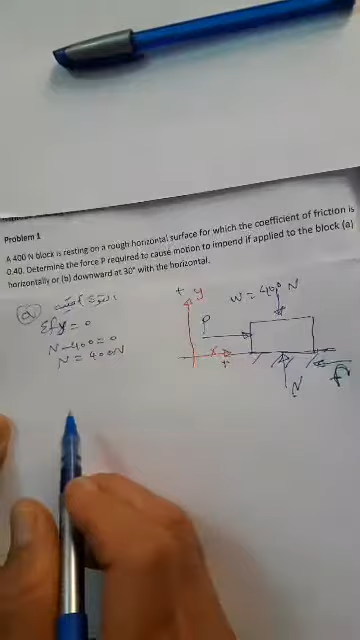 Problem 1
A 400 N block is resting on a rough horizontal surface for which the coefficient of friction is
0.40. Determine the force P required to cause motion to impend if applied to the block (a)
horizontally or (b) downward at 30° with the horizontal.
a
Σfy = 0
N-400=0
N = 400N
+ y
W = 400 N
P
x
+
N